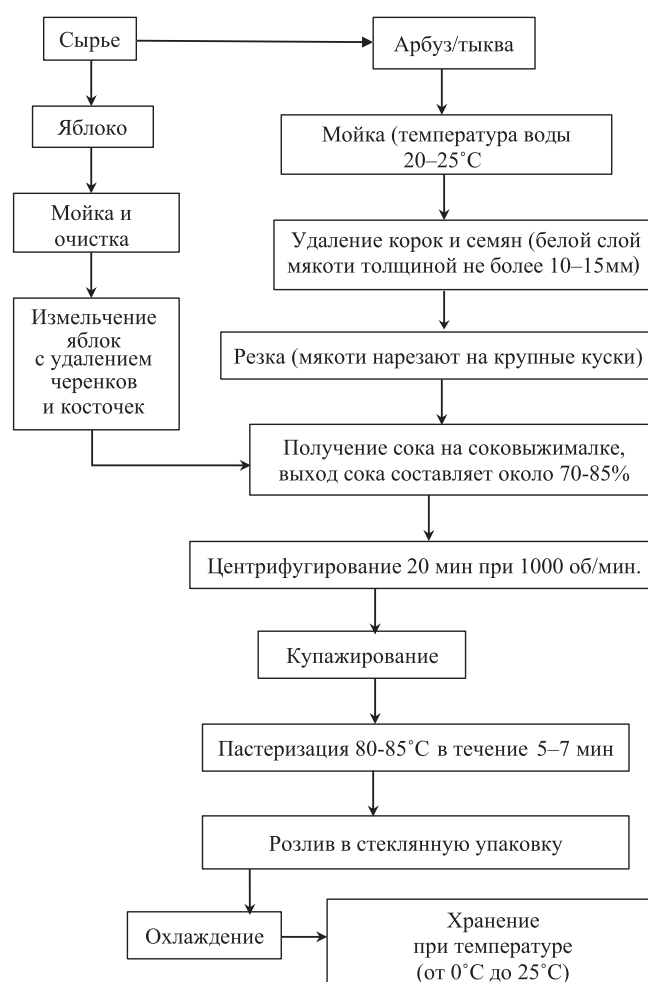 Сырье
Арбуз/тыква
Яблоко
Мойка (температура воды
20–25˚С
Мойка и
очистка
Удаление корок и семян (белой слой
мякоти толщиной не более 10–15мм)
Измельчение
яблок
с удалением
черенков
и косточек
Резка (мякоти нарезают на крупные куски)
Получение сока на соковыжималке,
выход сока составляет около 70-85%
Центрифугирование 20 мин при 1000 об/мин.
Купажирование
Пастеризация 80-85˚С в течение 5–7 мин
Розлив в стеклянную упаковку
Охлаждение
Хранение
при температуре
(от 0˚С до 25˚С)